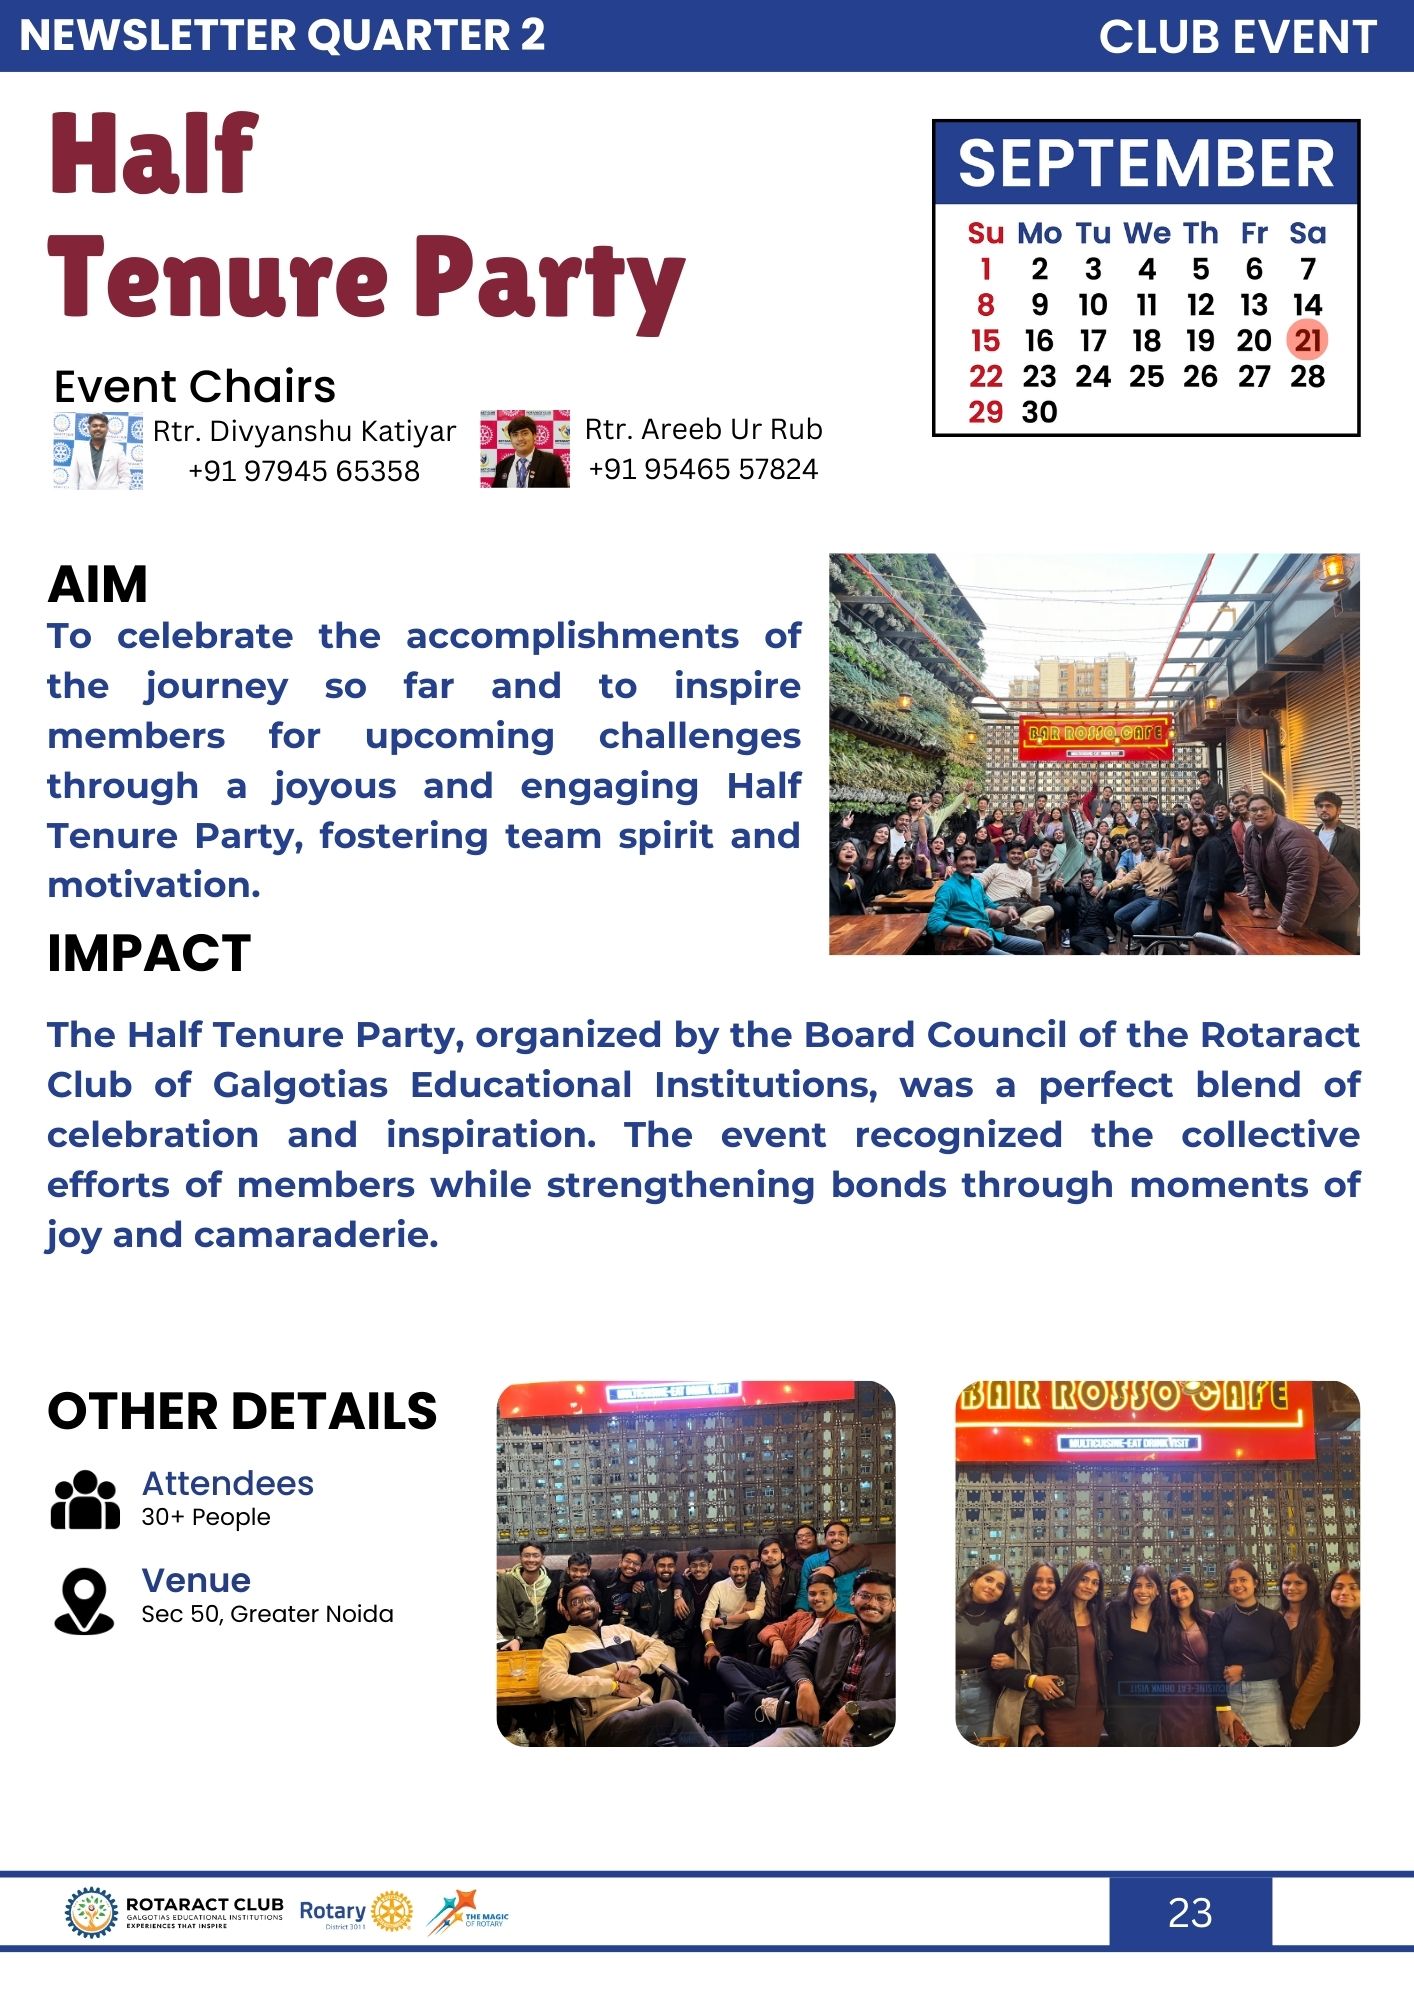 NEWSLETTER QUARTER 2
CLUB EVENT
Half
Tenure Party
SEPTEMBER
Su Mo Tu We Th Fr Sa
1 2 3 4 5 6 7
8 9 10 11 12 13 14
15 16 17 18 19 20 21
22 23 24 25 26 27 28
29 30
Event Chairs
Rtr. Divyanshu Katiyar
+91 97945 65358
Rtr. Areeb Ur Rub
+91 95465 57824
AIM
To celebrate the accomplishments of
the journey so far and to inspire
members for upcoming challenges
through a joyous and engaging Half
Tenure Party, fostering team spirit and
motivation.
BAR ROSSO CAFE
MULTICUISINE-EAT DRINK VISIT
IMPACT
The Half Tenure Party, organized by the Board Council of the Rotaract
Club of Galgotias Educational Institutions, was a perfect blend of
celebration and inspiration. The event recognized the collective
efforts of members while strengthening bonds through moments of
joy and camaraderie.
OTHER DETAILS
Attendees
30+ People
Venue
Sec 50, Greater Noida
MULTICUISINE-EAT DRINK VISIT
BAR ROSSO CAFE
MULTICUISINE-EAT DRINK VISIT
ROTARACT CLUB
GALGOTIAS EDUCATIONAL INSTITUTIONS
EXPERIENCES THAT INSPIRE
Rotary
District 3011
THE MAGIC
OF ROTARY
23